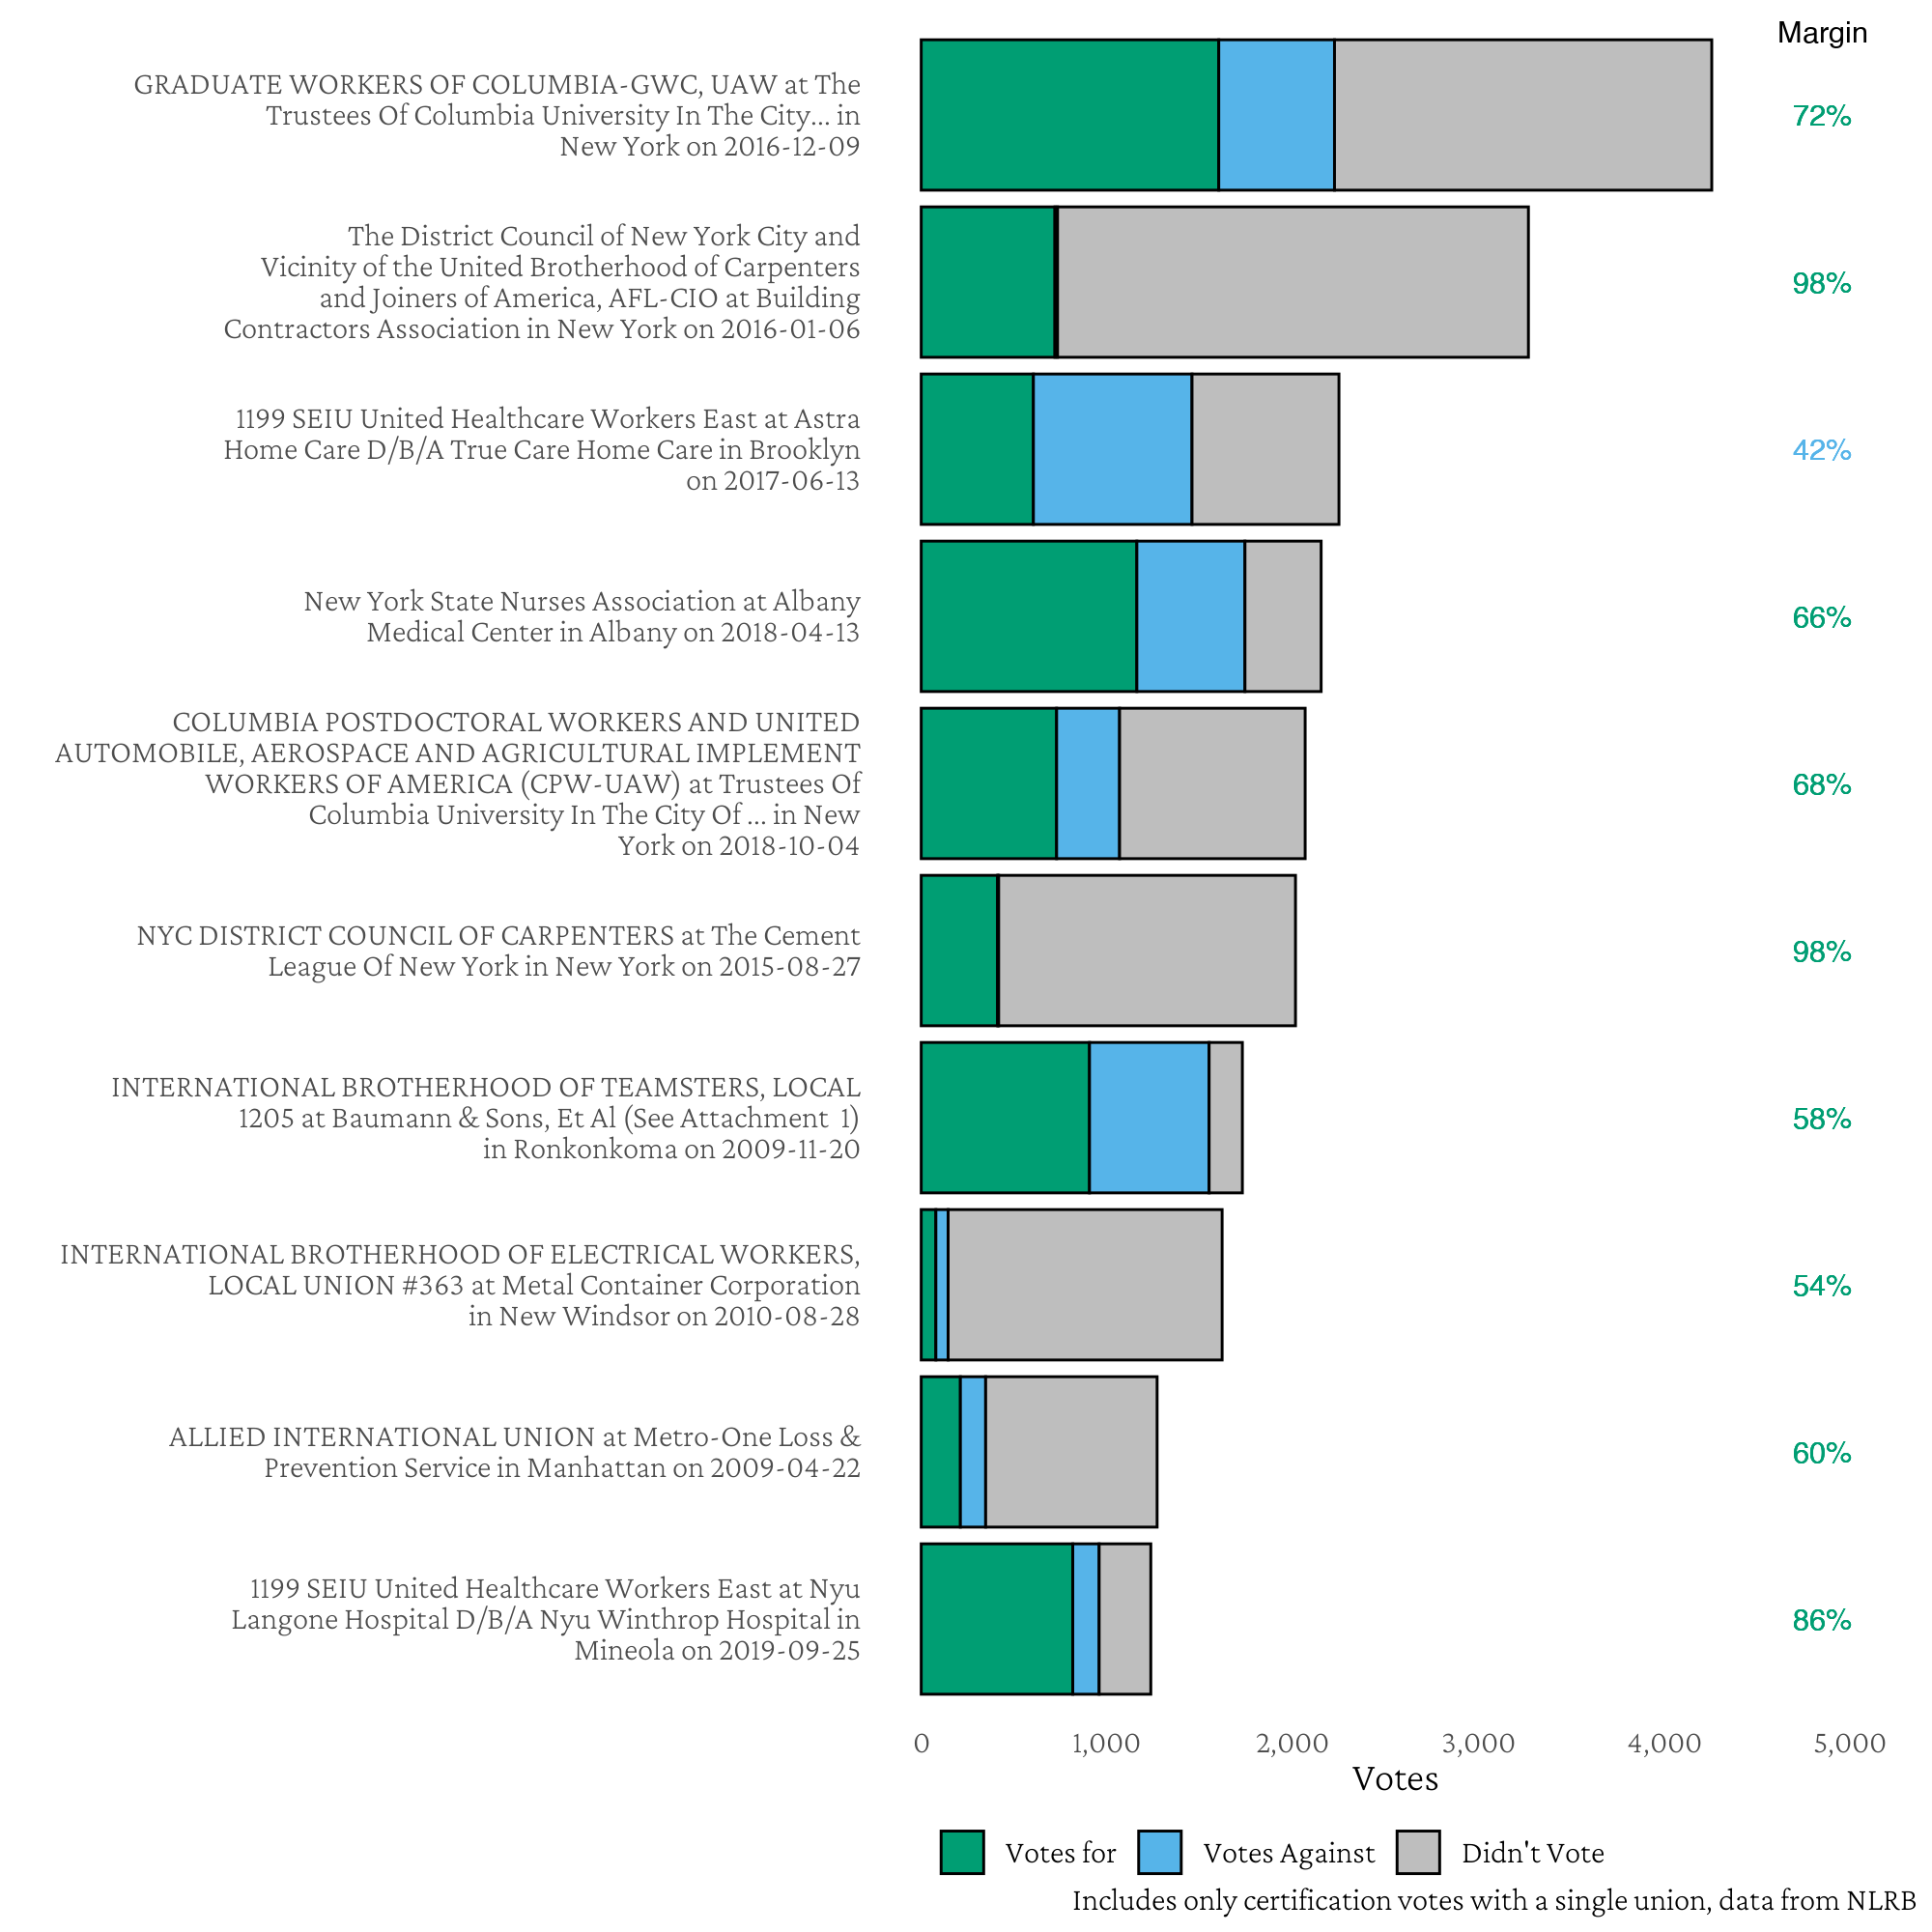 Margin
GRADUATE WORKERS OF COLUMBIA-GWC, UAW at The
Trustees Of Columbia University In The City... in
New York on 2016-12-09
72%
The District Council of New York City and
Vicinity of the United Brotherhood of Carpenters
and Joiners of America, AFL-CIO at Building
Contractors Association in New York on 2016-01-06
98%
1199 SEIU United Healthcare Workers East at Astra
Home Care D/B/A True Care Home Care in Brooklyn
on 2017-06-13
42%
New York State Nurses Association at Albany
Medical Center in Albany on 2018-04-13
66%
COLUMBIA POSTDOCTORAL WORKERS AND UNITED
AUTOMOBILE, AEROSPACE AND AGRICULTURAL IMPLEMENT
WORKERS OF AMERICA (CPW-UAW) at Trustees Of
Columbia University In The City Of ... in New
York on 2018-10-04
68%
NYC DISTRICT COUNCIL OF CARPENTERS at The Cement
League Of New York in New York on 2015-08-27
98%
INTERNATIONAL BROTHERHOOD OF TEAMSTERS, LOCAL
1205 at Baumann & Sons, Et Al (See Attachment 1)
in Ronkonkoma on 2009-11-20
58%
INTERNATIONAL BROTHERHOOD OF ELECTRICAL WORKERS,
LOCAL UNION #363 at Metal Container Corporation
in New Windsor on 2010-08-28
54%
ALLIED INTERNATIONAL UNION at Metro-One Loss &
Prevention Service in Manhattan on 2009-04-22
60%
1199 SEIU United Healthcare Workers East at Nyu
Langone Hospital D/B/A Nyu Winthrop Hospital in
Mineola on 2019-09-25
86%
0 1,000 2,000 3,000 4,000 5,000
Votes
Votes for Votes Against Didn't Vote
Includes only certification votes with a single union, data from NLRB